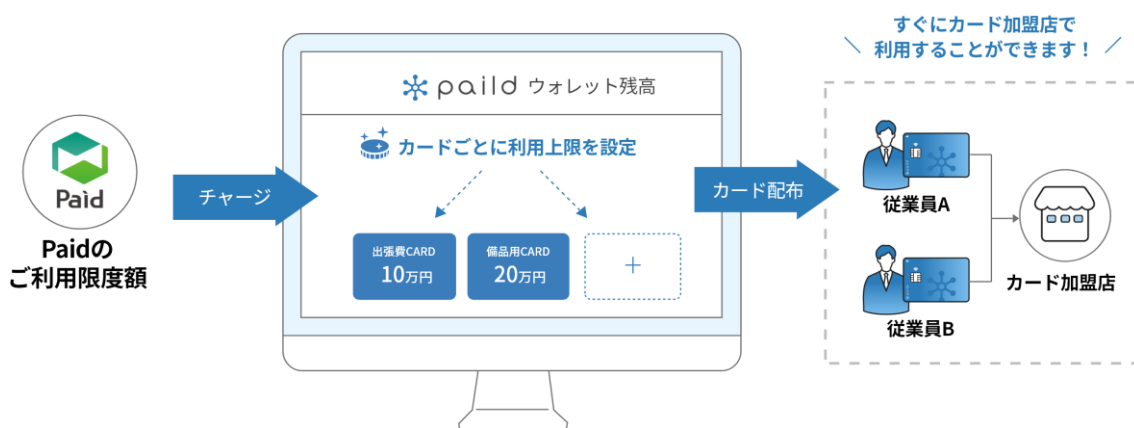 すぐにカード加盟店で
利用することができます！
paild ウォレット残高
カードごとに利用上限を設定
Paid
チャージ
カード配布
従業員A
Paidの
ご利用限度額
出張費CARD
10万円
備品用CARD
20万円
+
カード加盟店
従業員B